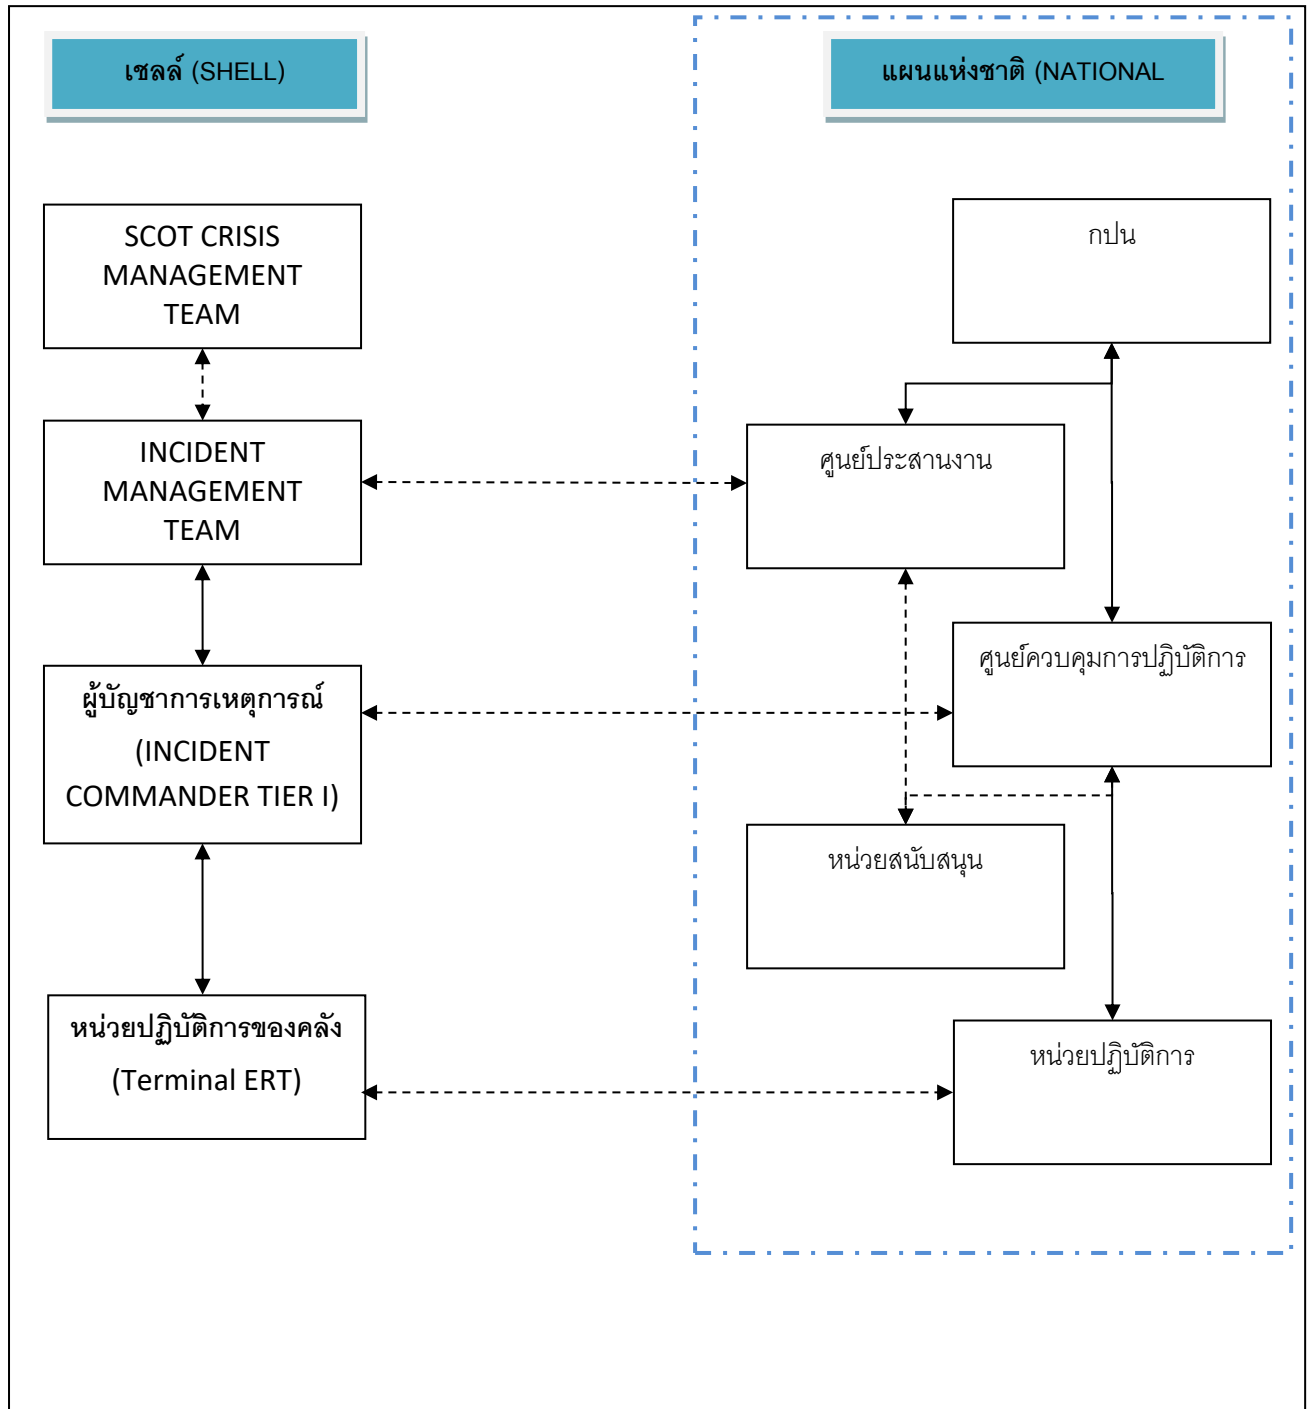 เชลล์ (SHELL)
แผนแห่งชาติ (NATIONAL
SCOT CRISIS
MANAGEMENT
TEAM
กปน
INCIDENT
MANAGEMENT
TEAM
ศูนย์ประสานงาน
ผู้บัญชาการเหตุการณ์
(INCIDENT
COMMANDER TIER I)
ศูนย์ควบคุมการปฏิบัติการ
หน่วยสนับสนุน
หน่วยปฏิบัติการของคลัง
(Terminal ERT)
หน่วยปฏิบัติการ